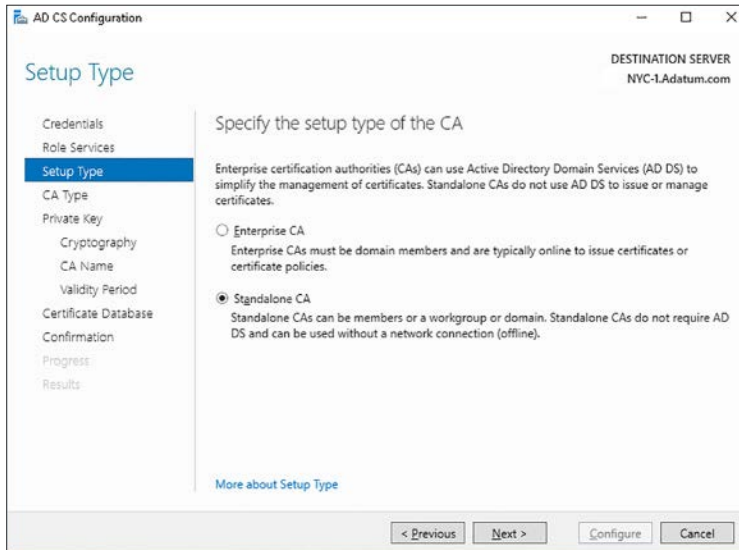 AD CS Configuration
DESTINATION SERVER
NYC-1.Adatum.com
Setup Type
Credentials
Role Services
Setup Type
CA Type
Private Key
Cryptography
CA Name
Validity Period
Certificate Database
Confirmation
Progress
Results
Specify the setup type of the CA
Enterprise certification authorities (CAs) can use Active Directory Domain Services (AD DS) to
simplify the management of certificates. Standalone CAs do not use AD DS to issue or manage
certificates.
Enterprise CA
Enterprise CAs must be domain members and are typically online to issue certificates or
certificate policies.
Standalone CA
Standalone CAs can be members or a workgroup or domain. Standalone CAs do not require AD
DS and can be used without a network connection (offline).
More about Setup Type
< Previous
Next >
Configure
Cancel